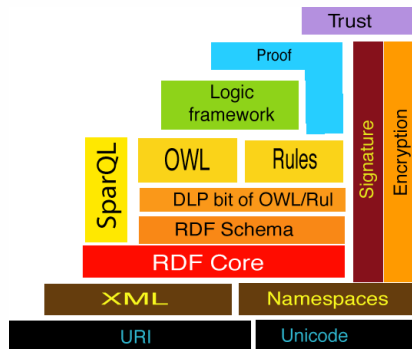 Trust
Proof
Logic
framework
SparQL
OWL
Rules
DLP bit of OWL/Rul
RDF Schema
RDF Core
Signature
Encryption
XML
Namespaces
URI
Unicode